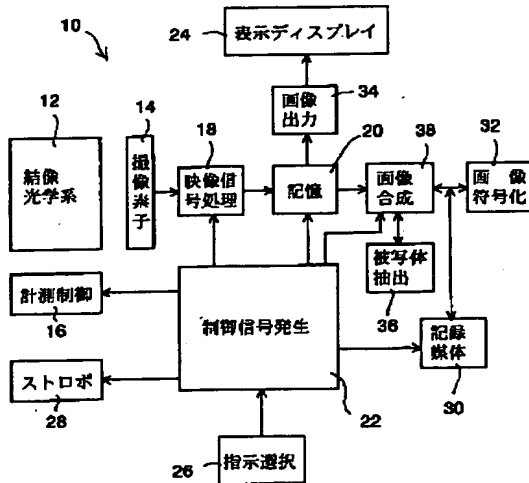 10
24
表示ディスプレイ
34
画像
出力
12
14
18
20
38
32
結像
光学系
撮像素子
映像信
号処理
記憶
画像
合成
画像
符号化
被写体
抽出
36
計測制御
16
制御信号発生
記録
媒体
30
ストロボ
28
22
26
指示選択